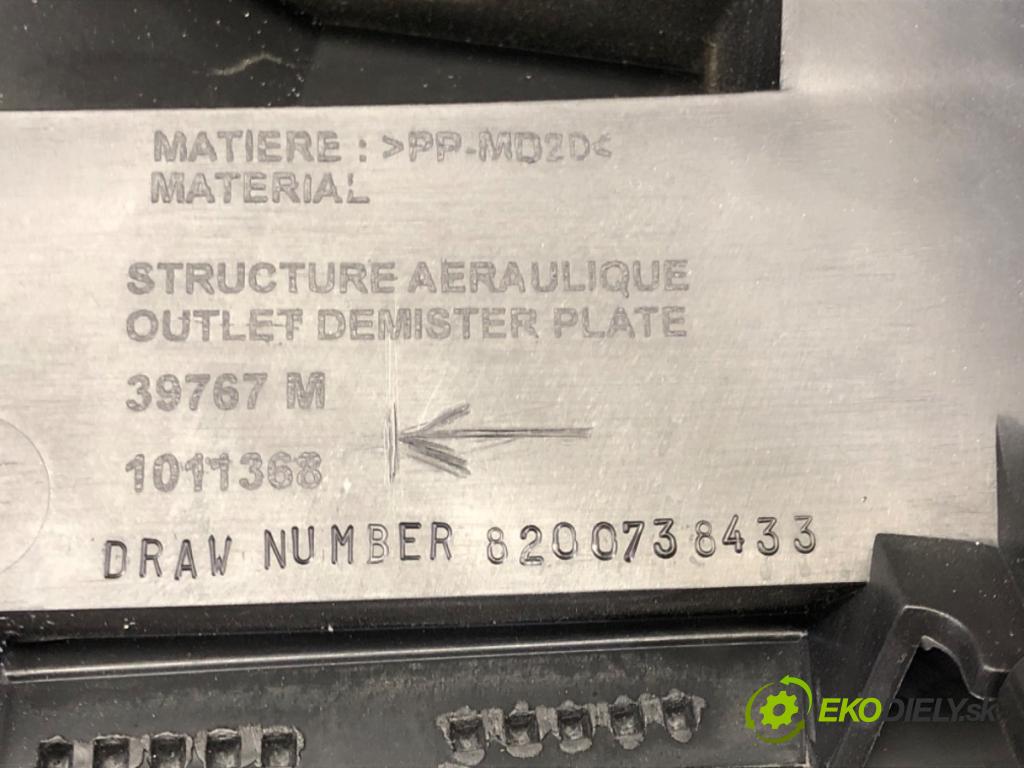 MATIERE : >PP-MD20<
MATERIAL
STRUCTURE AERAULIQUE
OUTLET DEMISTER PLATE
39767 M
1011368
DRAW NUMBER 8200738433
EKODIELY.sk